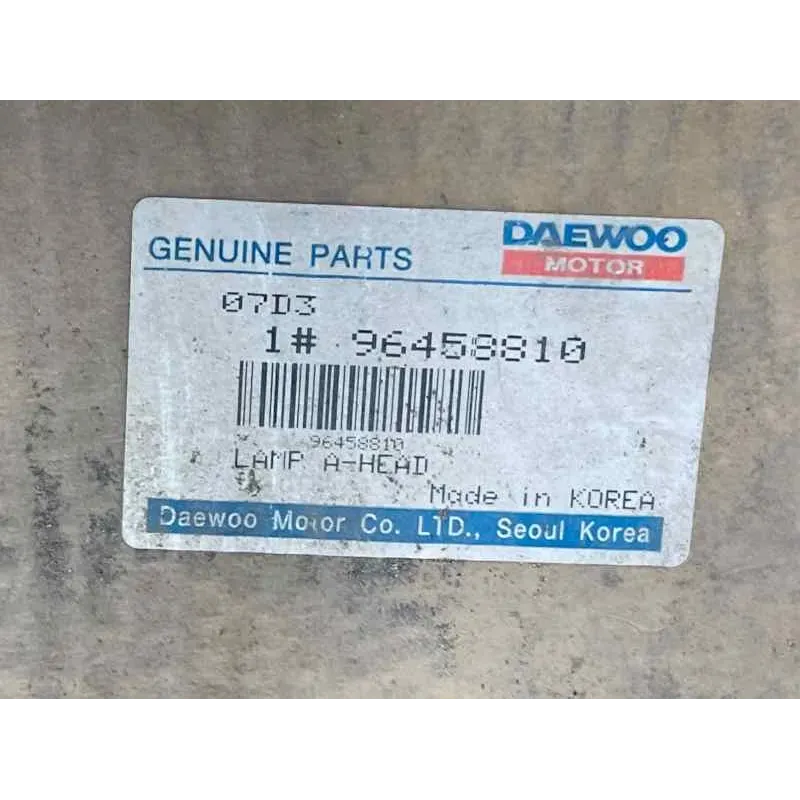 GENUINE PARTS
DAEWOO
MOTOR
07D3
1# 96458810
96458810
LAMP A-HEAD
Made in KOREA
Daewoo Motor Co. LTD., Seoul Korea